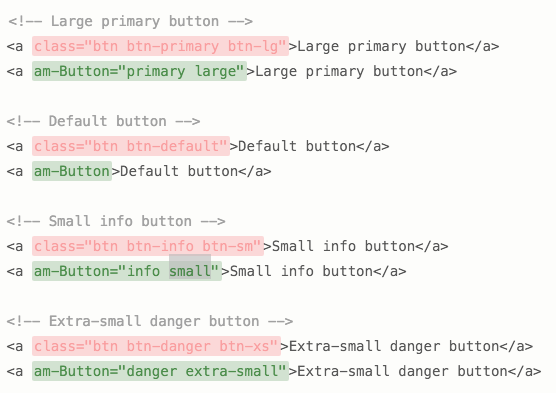 <!-- Large primary button -->
<a class="btn btn-primary btn-lg">Large primary button</a>
<a am-Button="primary large">Large primary button</a>
<!-- Default button -->
<a class="btn btn-default">Default button</a>
<a am-Button>Default button</a>
<!-- Small info button -->
<a class="btn btn-info btn-sm">Small info button</a>
<a am-Button="info small">Small info button</a>
<!-- Extra-small danger button -->
<a class="btn btn-danger btn-xs">Extra-small danger button</a>
<a am-Button="danger extra-small">Extra-small danger button</a>